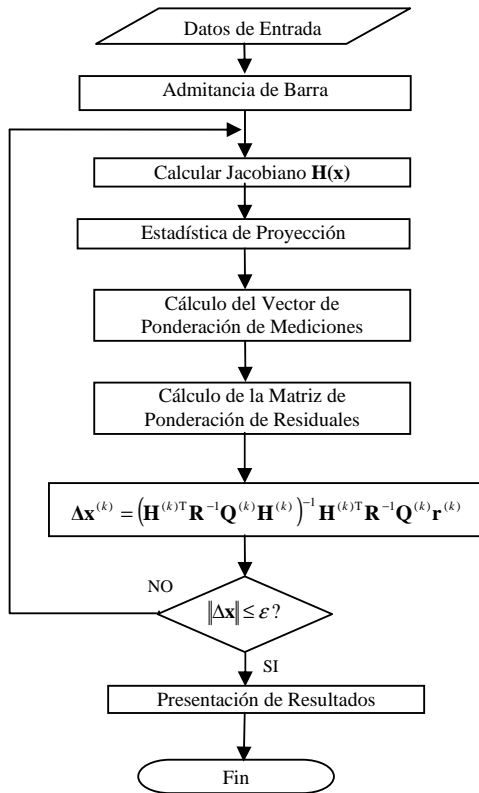 Datos de Entrada
Admitancia de Barra
Calcular Jacobiano H(x)
Estadística de Proyección
Cálculo del Vector de
Ponderación de Mediciones
Cálculo de la Matriz de
Ponderación de Residuales
Δx^(k) = (H^(k)T R^−1 Q^(k) H^(k))^−1 H^(k)T R^−1 Q^(k) r^(k)
NO
‖Δx‖ ≤ ε?
SI
Presentación de Resultados
Fin